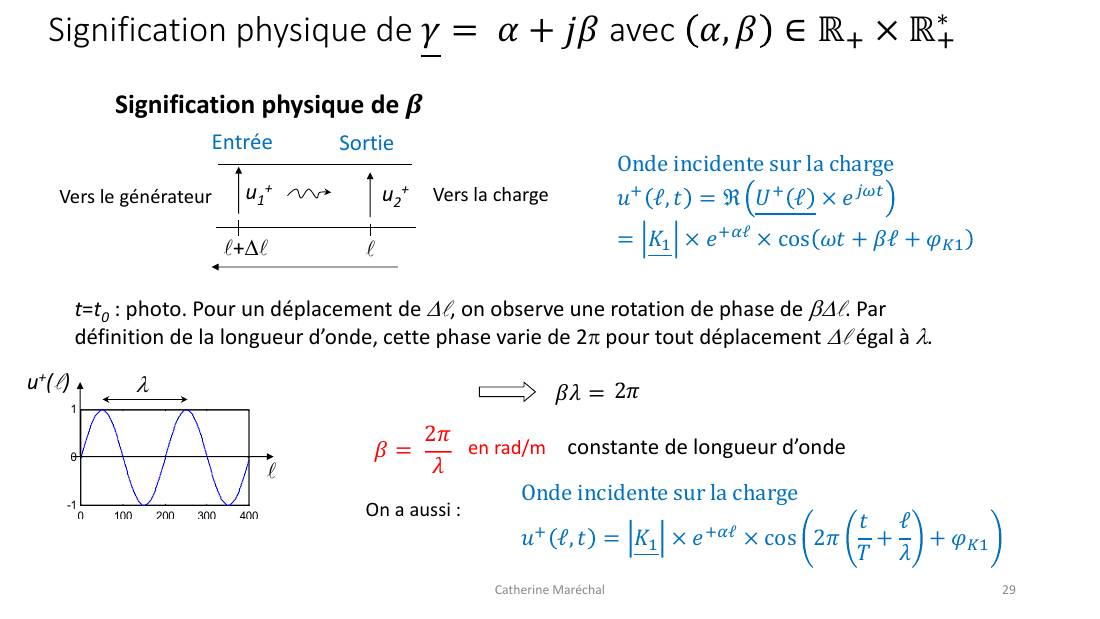 Signification physique de γ = α + jβ avec (α, β) ∈ ℝ₊ × ℝ₊*
Signification physique de β
Entrée
Sortie
Vers le générateur
u₁⁺
u₂⁺
Vers la charge
ℓ+Δℓ
ℓ
Onde incidente sur la charge
u⁺(ℓ, t) = ℜ(U⁺(ℓ) × e^{jωt})
= |K₁| × e^{+αℓ} × cos(ωt + βℓ + φ_{K1})
t=t₀ : photo. Pour un déplacement de Δℓ, on observe une rotation de phase de βΔℓ. Par
définition de la longueur d’onde, cette phase varie de 2π pour tout déplacement Δℓ égal à λ.
u⁺(ℓ)
λ
1
0
-1
0 100 200 300 400
ℓ
βλ = 2π
β = 2π/λ en rad/m constante de longueur d’onde
On a aussi :
Onde incidente sur la charge
u⁺(ℓ, t) = |K₁| × e^{+αℓ} × cos(2π(t/T + ℓ/λ) + φ_{K1})
Catherine Maréchal
29